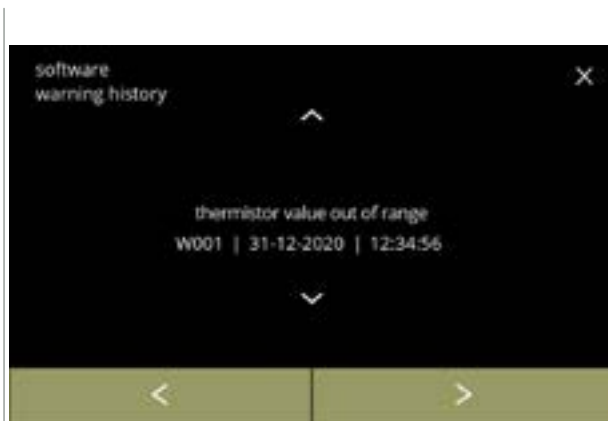 software
warning history
thermistor value out of range
W001 | 31-12-2020 | 12:34:56